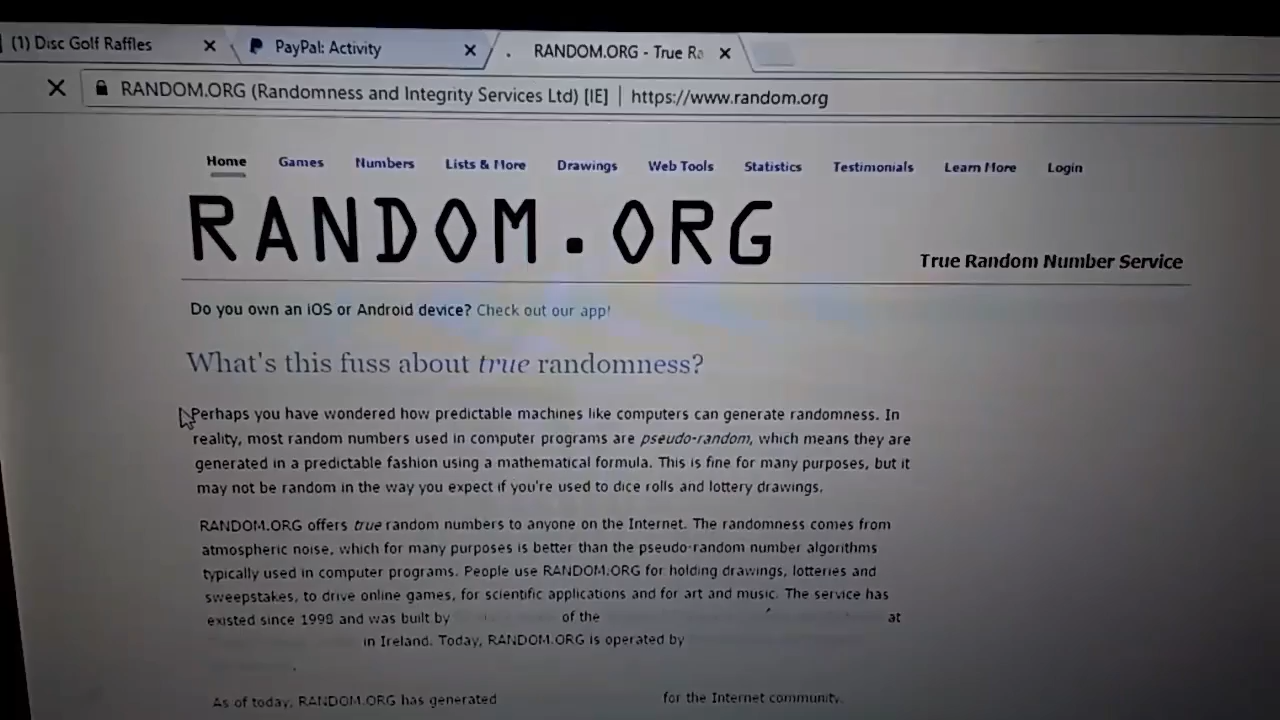 (1) Disc Golf Raffles
PayPal: Activity
RANDOM.ORG - True Ra
RANDOM.ORG (Randomness and Integrity Services Ltd) [IE] | https://www.random.org
Home Games Numbers Lists & More Drawings Web Tools Statistics Testimonials Learn More Login
RANDOM.ORG
True Random Number Service
Do you own an iOS or Android device? Check out our app!
What's this fuss about true randomness?
Perhaps you have wondered how predictable machines like computers can generate randomness. In
reality, most random numbers used in computer programs are pseudo-random, which means they are
generated in a predictable fashion using a mathematical formula. This is fine for many purposes, but it
may not be random in the way you expect if you're used to dice rolls and lottery drawings.
RANDOM.ORG offers true random numbers to anyone on the Internet. The randomness comes from
atmospheric noise, which for many purposes is better than the pseudo-random number algorithms
typically used in computer programs. People use RANDOM.ORG for holding drawings, lotteries and
sweepstakes, to drive online games, for scientific applications and for art and music. The service has
existed since 1998 and was built by of the at
in Ireland. Today, RANDOM.ORG is operated by
As of today, RANDOM.ORG has generated for the Internet community.